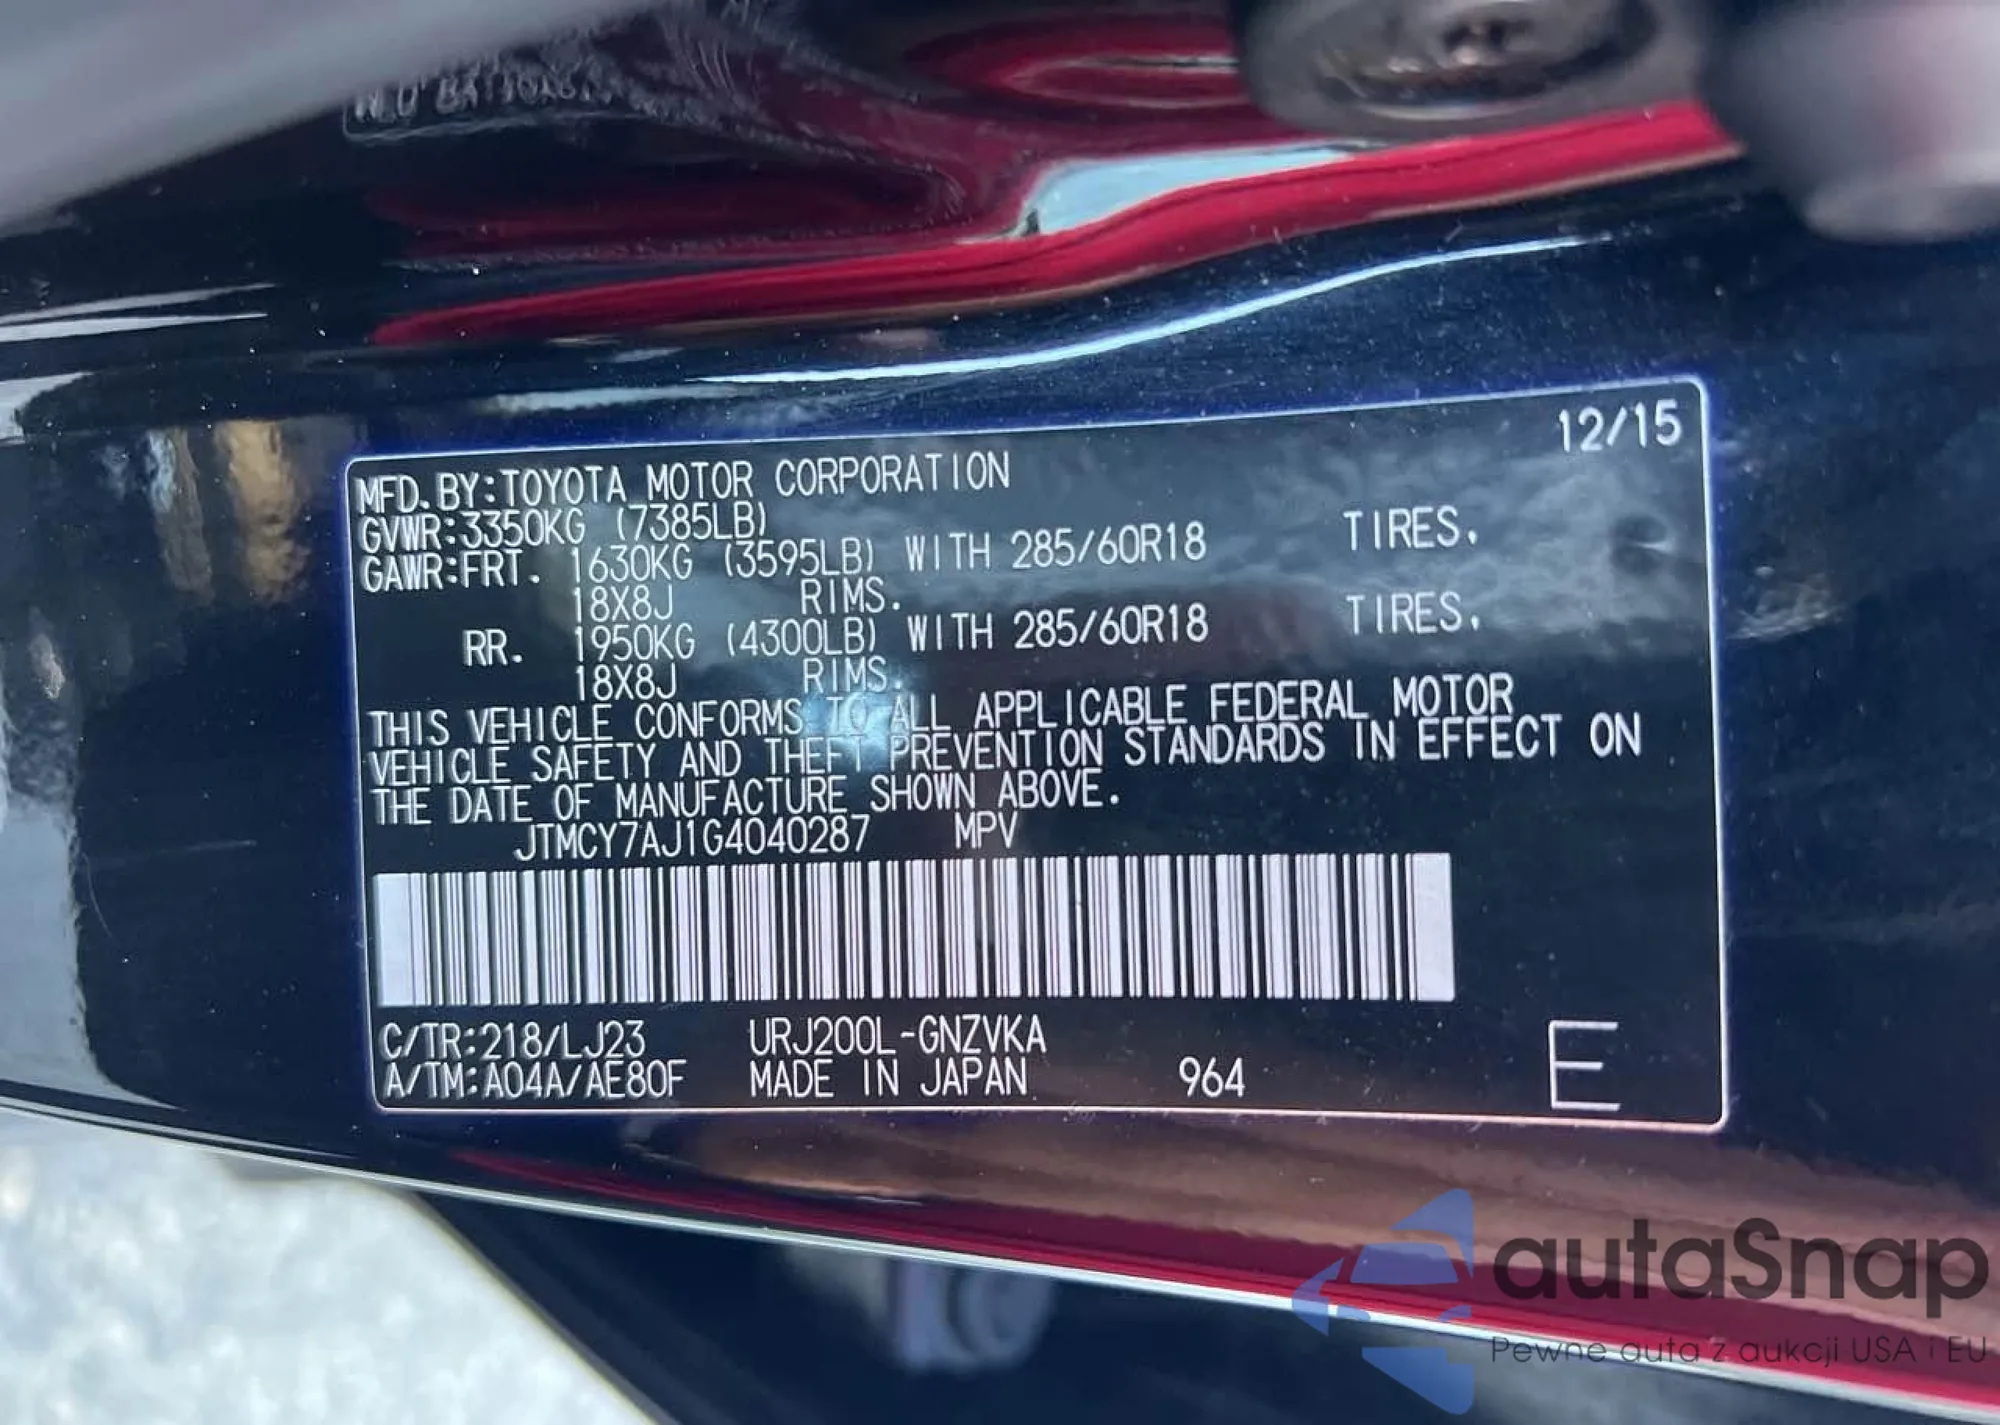 12/15
MFD.BY:TOYOTA MOTOR CORPORATION
GVWR:3350KG (7385LB)
GAWR:FRT. 1630KG (3595LB) WITH 285/60R18 TIRES.
18X8J RIMS.
RR. 1950KG (4300LB) WITH 285/60R18 TIRES.
18X8J RIMS.
THIS VEHICLE CONFORMS TO ALL APPLICABLE FEDERAL MOTOR
VEHICLE SAFETY AND THEFT PREVENTION STANDARDS IN EFFECT ON
THE DATE OF MANUFACTURE SHOWN ABOVE.
JTMCY7AJ1G4040287 MPV
C/TR:218/LJ23 URJ200L-GNZVKA
A/TM:A04A/AE80F MADE IN JAPAN 964 E
autaSnap
Pewne auta z aukcji USA i EU